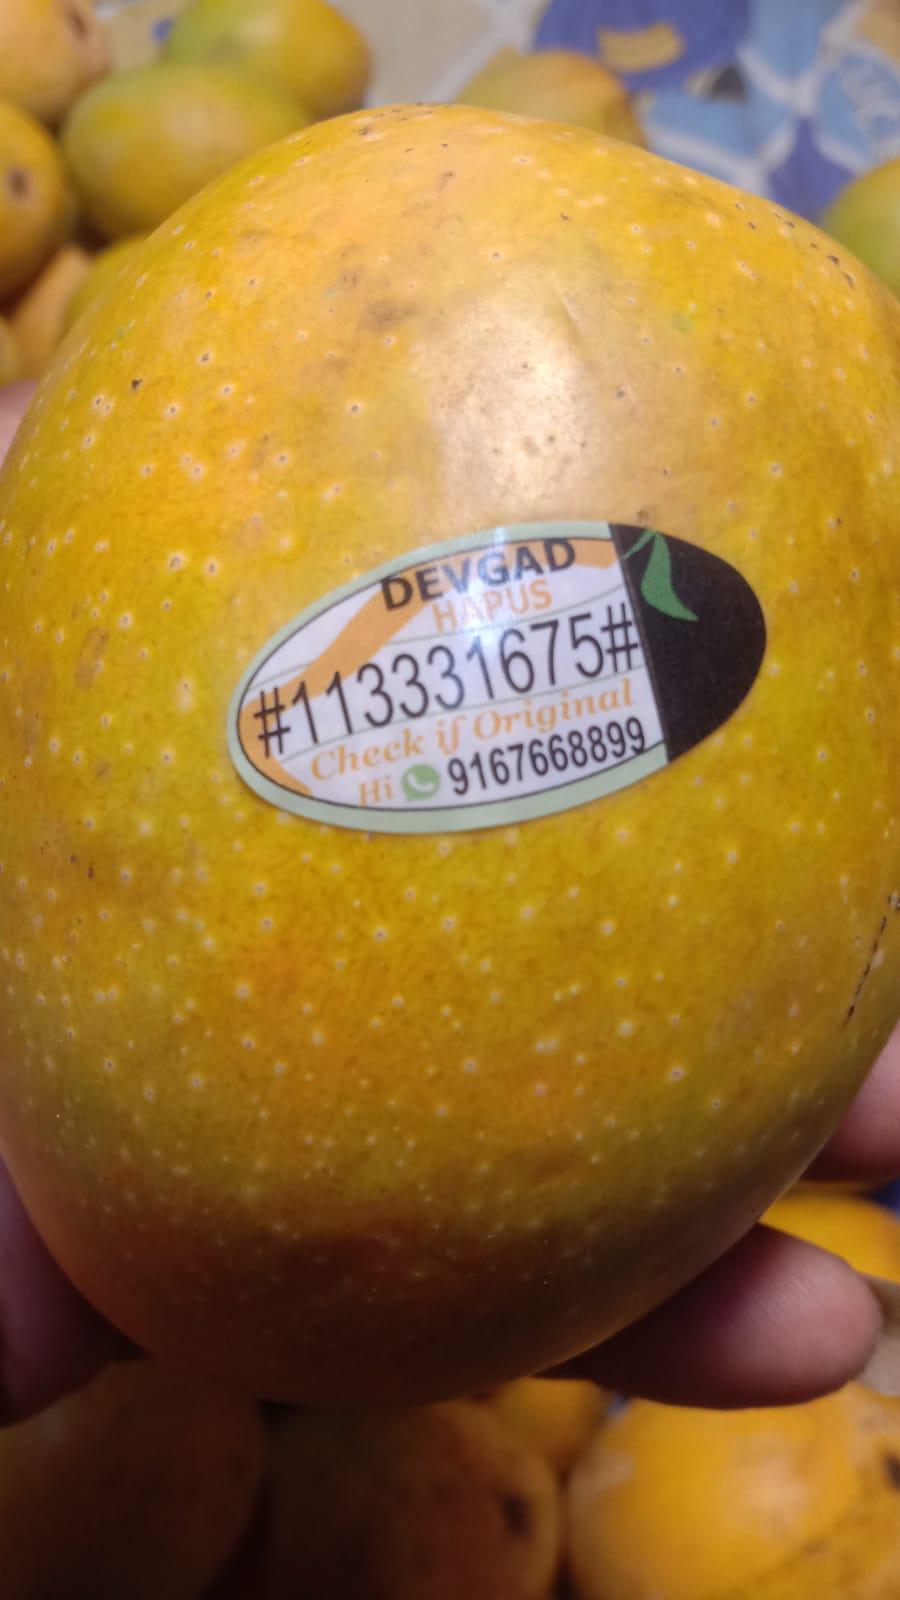 DEVGAD
HAPUS
#113331675#
Check if Original
Hi 9167668899